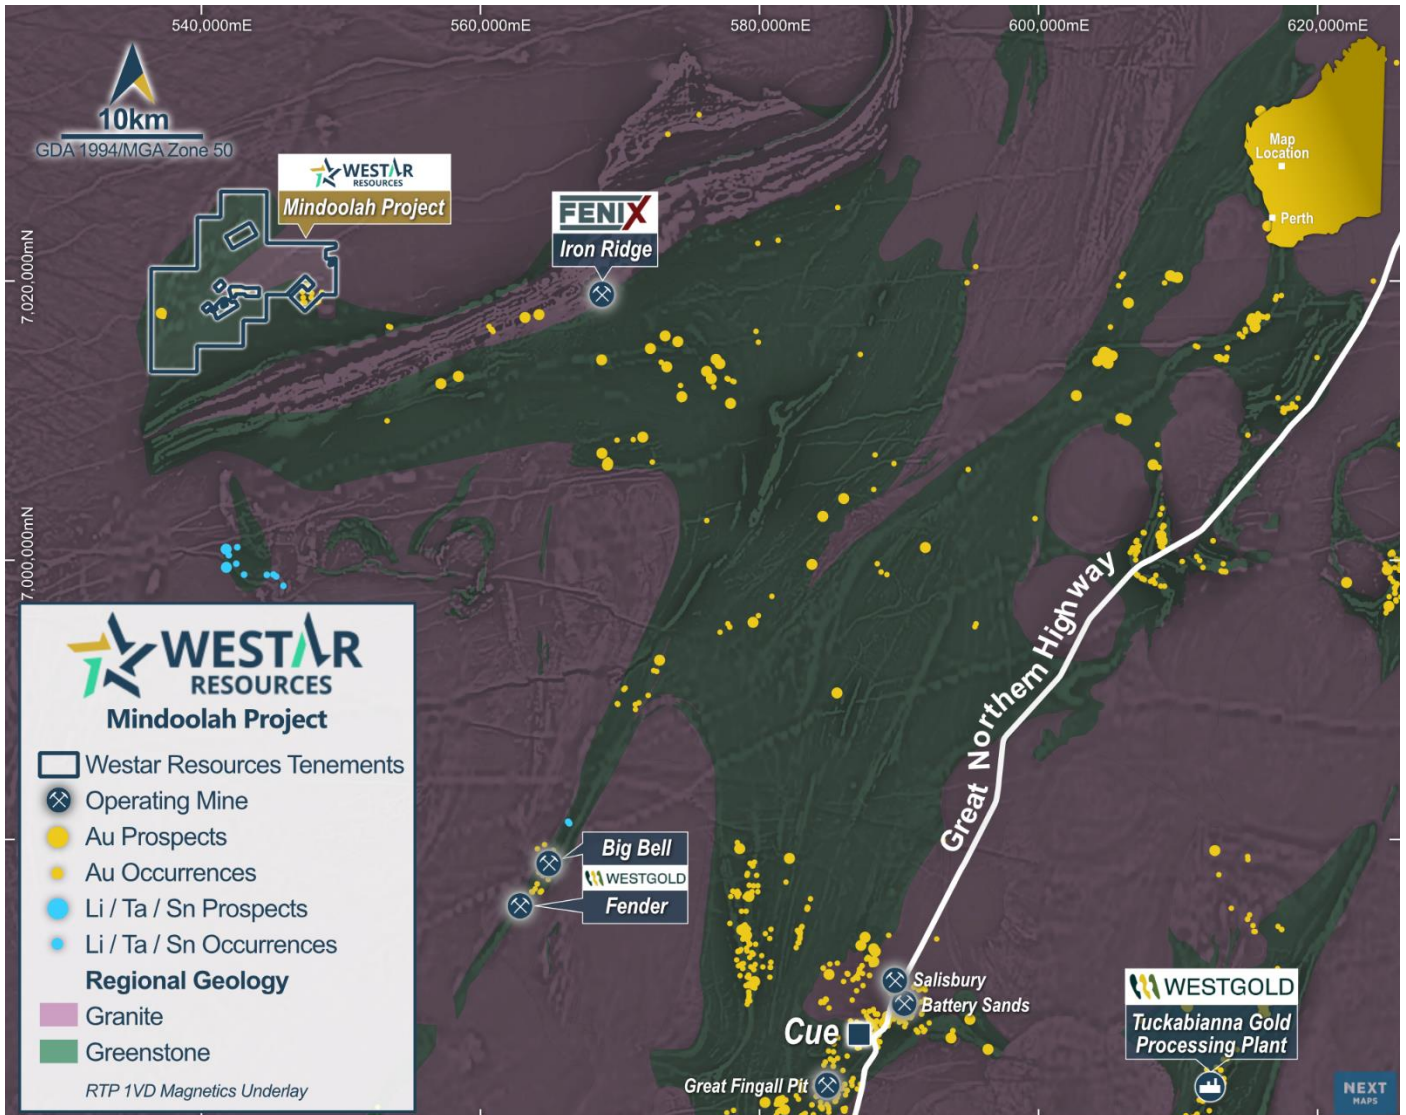 540,000mE
560,000mE
580,000mE
600,000mE
620,000mE
10km
GDA 1994/MGA Zone 50
WESTAR
RESOURCES
Mindoolah Project
FENIX
Iron Ridge
Map
Location
Perth
7,020,000mN
7,000,000mN
Great Northern Highway
WESTAR
RESOURCES
Mindoolah Project
Westar Resources Tenements
Operating Mine
Au Prospects
Au Occurrences
Li / Ta / Sn Prospects
Li / Ta / Sn Occurrences
Regional Geology
Granite
Greenstone
RTP 1VD Magnetics Underlay
Big Bell
WESTGOLD
Fender
Salisbury
Battery Sands
Cue
Great Fingall Pit
WESTGOLD
Tuckabianna Gold
Processing Plant
NEXT
MAPS